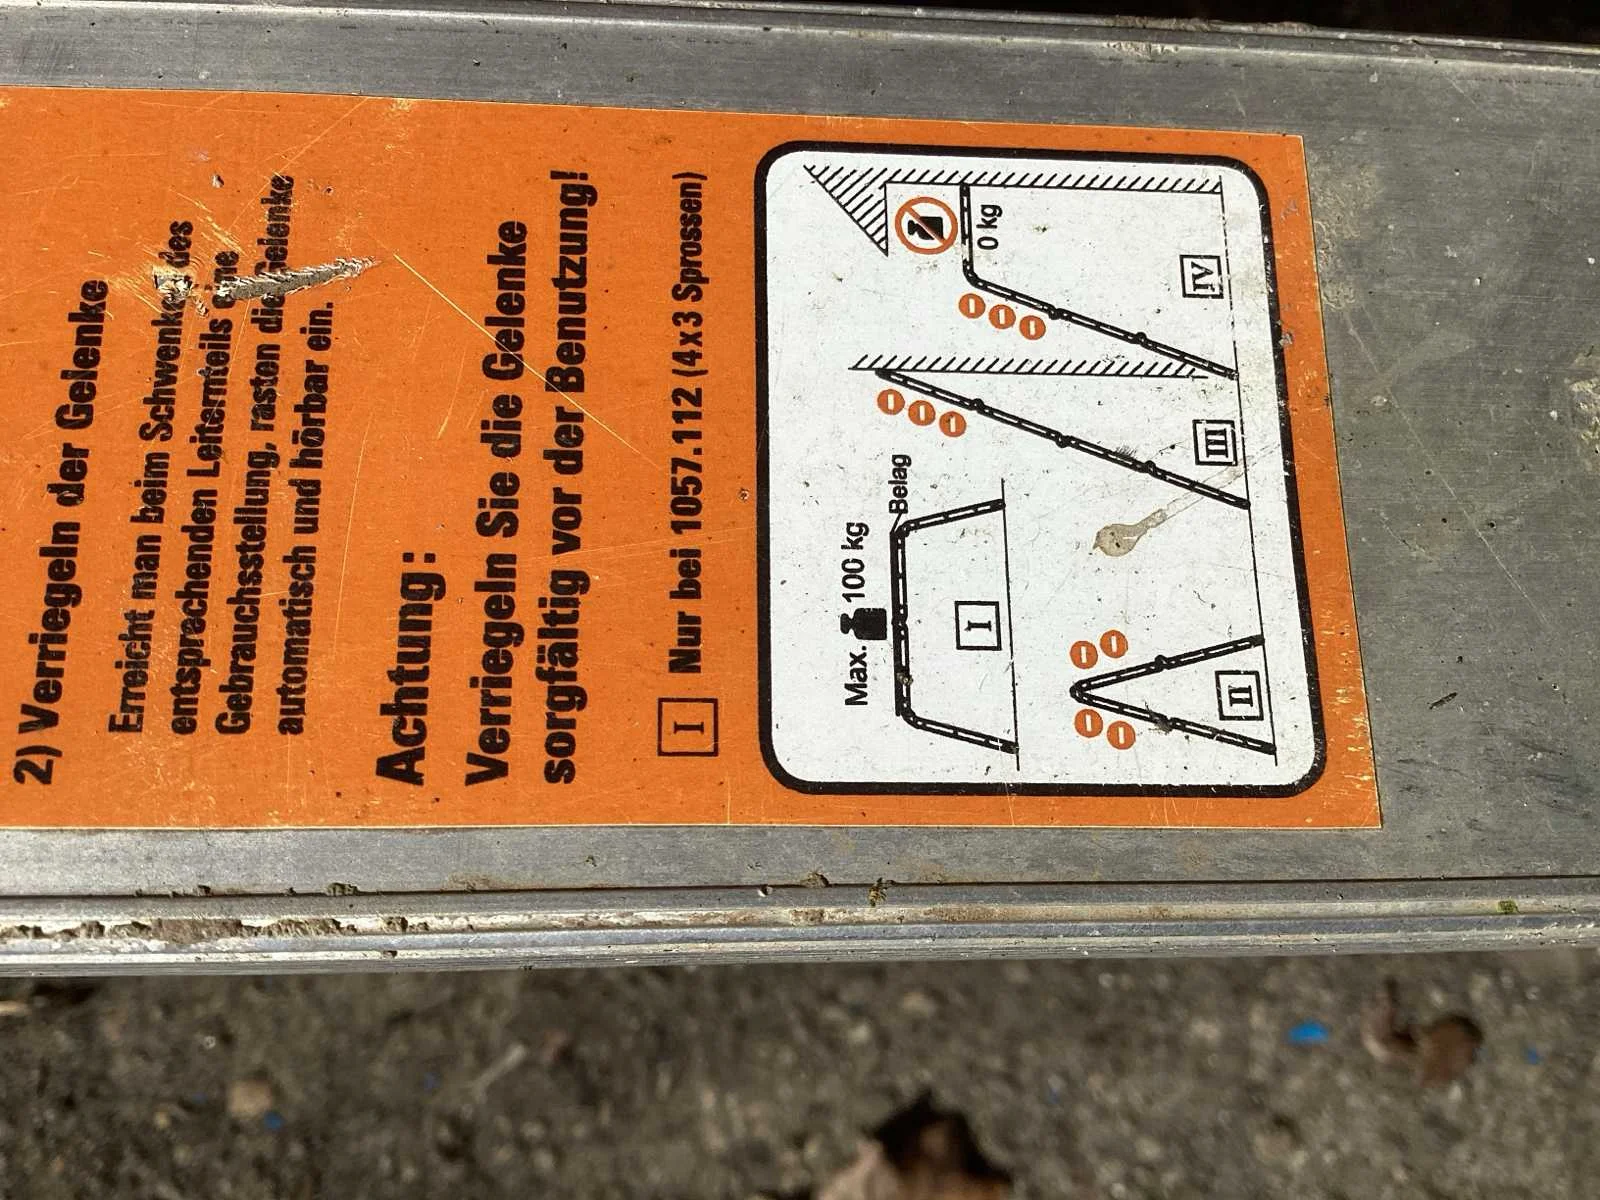 2) Verriegeln der Gelenke
Erreicht man beim Schwenken des
entsprechenden Leiternteils eine
Gebrauchsstellung, rasten die Gelenke
automatisch und hörbar ein.
Achtung:
Verriegeln Sie die Gelenke
sorgfältig vor der Benutzung!
I Nur bei 1057.112 (4x3 Sprossen)
Max. 100 kg
Belag
I
II
III
0 kg
IV